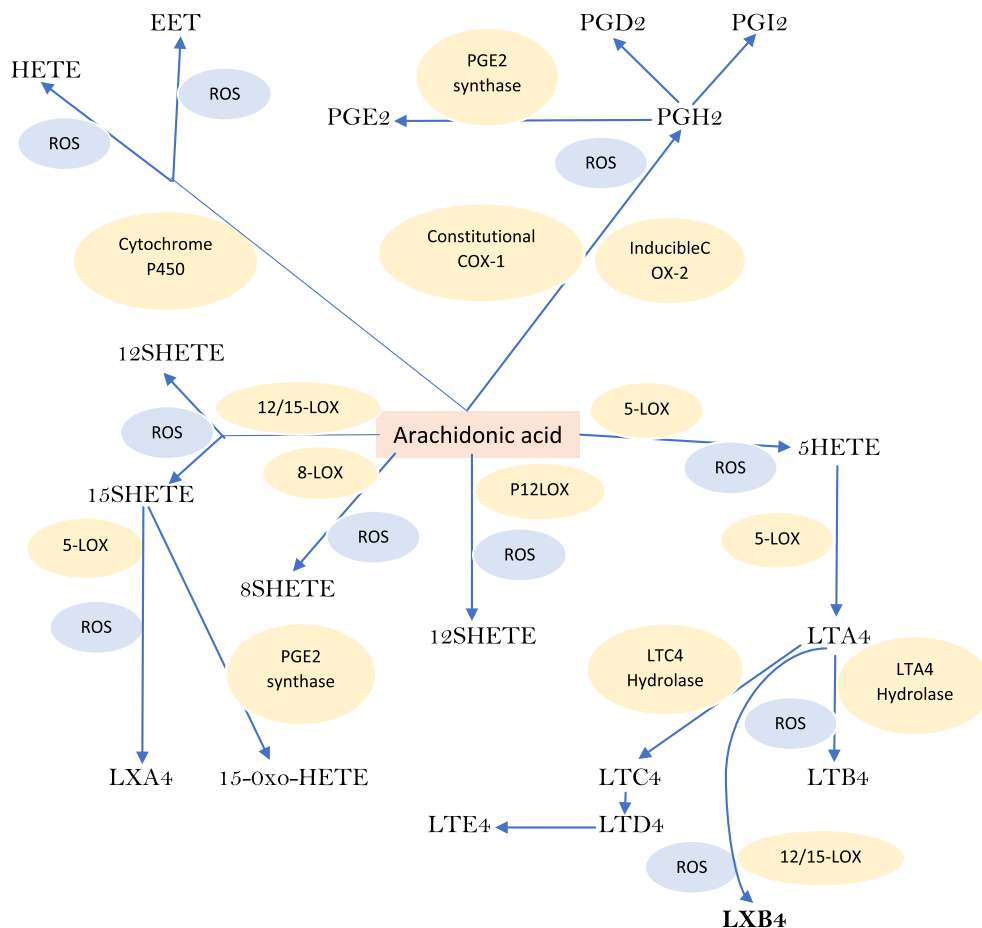 EET
PGD2
PGI2
HETE
PGE2
synthase
ROS
ROS
PGE2
PGH2
ROS
Cytochrome
P450
Constitutional
COX-1
InducibleC
OX-2
12SHETE
12/15-LOX
5-LOX
ROS
Arachidonic acid
5HETE
8-LOX
ROS
15SHETE
P12LOX
5-LOX
ROS
ROS
5-LOX
8SHETE
ROS
12SHETE
LTA4
PGE2
synthase
LTC4
Hydrolase
LTA4
Hydrolase
ROS
LXA4
15-0xo-HETE
LTC4
LTB4
LTE4
LTD4
ROS
12/15-LOX
LXB4